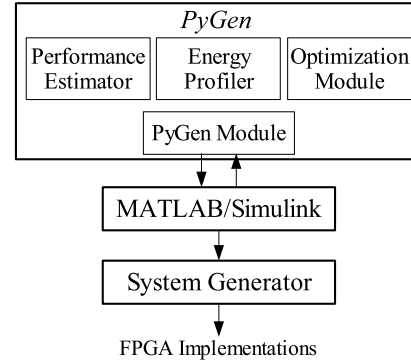 PyGen
Performance
Estimator
Energy
Profiler
Optimization
Module
PyGen Module
MATLAB/Simulink
System Generator
FPGA Implementations